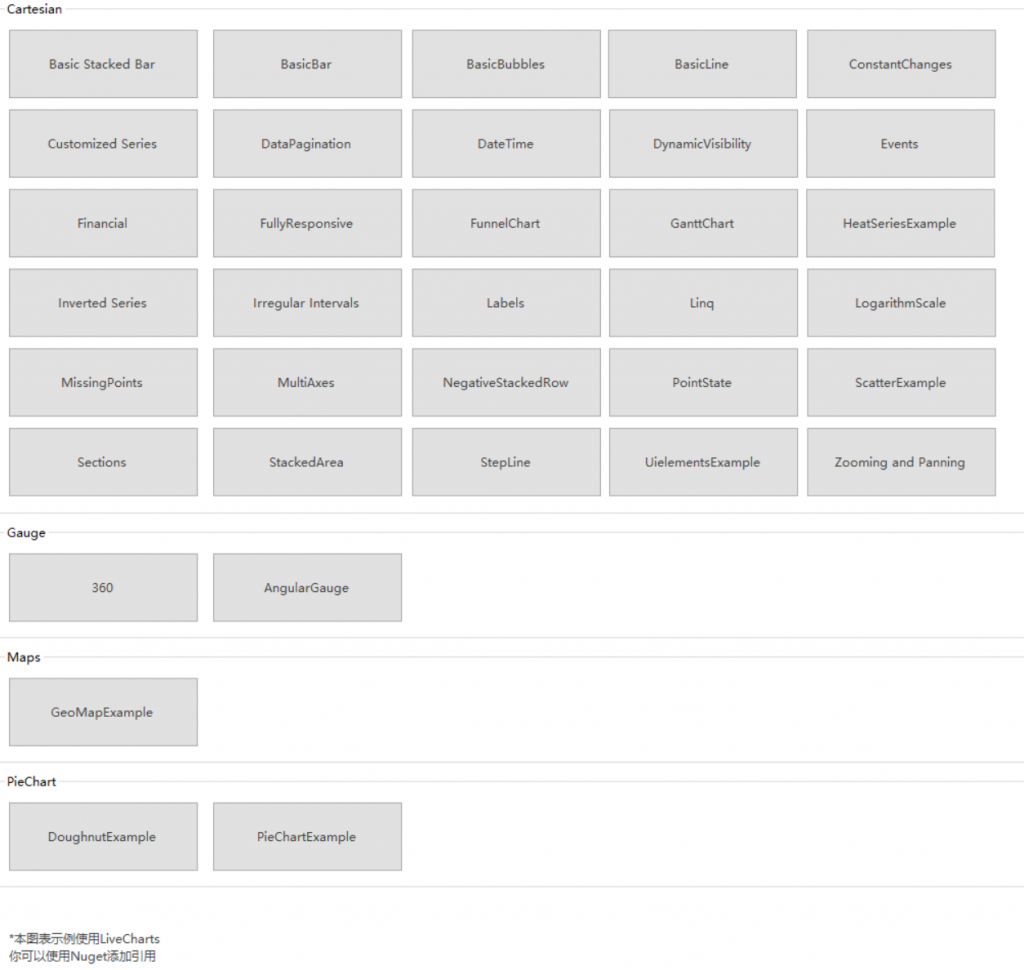 Cartesian
Basic Stacked Bar
BasicBar
BasicBubbles
BasicLine
ConstantChanges
Customized Series
DataPagination
DateTime
DynamicVisibility
Events
Financial
FullyResponsive
FunnelChart
GanttChart
HeatSeriesExample
Inverted Series
Irregular Intervals
Labels
Linq
LogarithmScale
MissingPoints
MultiAxes
NegativeStackedRow
PointState
ScatterExample
Sections
StackedArea
StepLine
UielementsExample
Zooming and Panning
Gauge
360
AngularGauge
Maps
GeoMapExample
PieChart
DoughnutExample
PieChartExample
*本图表示例使用LiveCharts
你可以使用Nuget添加引用